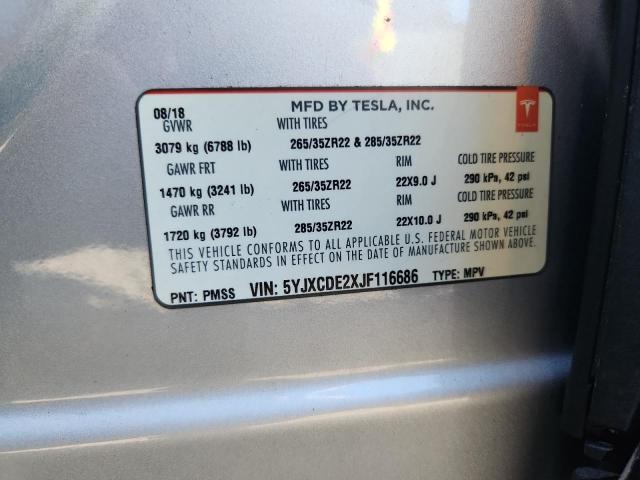 MFD BY TESLA, INC.
TESLA
08/18
GVWR WITH TIRES
3079 kg (6788 lb) 265/35ZR22 & 285/35ZR22
GAWR FRT WITH TIRES RIM COLD TIRE PRESSURE
1470 kg (3241 lb) 265/35ZR22 22X9.0 J 290 kPa, 42 psi
GAWR RR WITH TIRES RIM COLD TIRE PRESSURE
1720 kg (3792 lb) 285/35ZR22 22X10.0 J 290 kPa, 42 psi
THIS VEHICLE CONFORMS TO ALL APPLICABLE U.S. FEDERAL MOTOR VEHICLE
SAFETY STANDARDS IN EFFECT ON THE DATE OF MANUFACTURE SHOWN ABOVE.
PNT: PMSS VIN: 5YJXCDE2XJF116686 TYPE: MPV